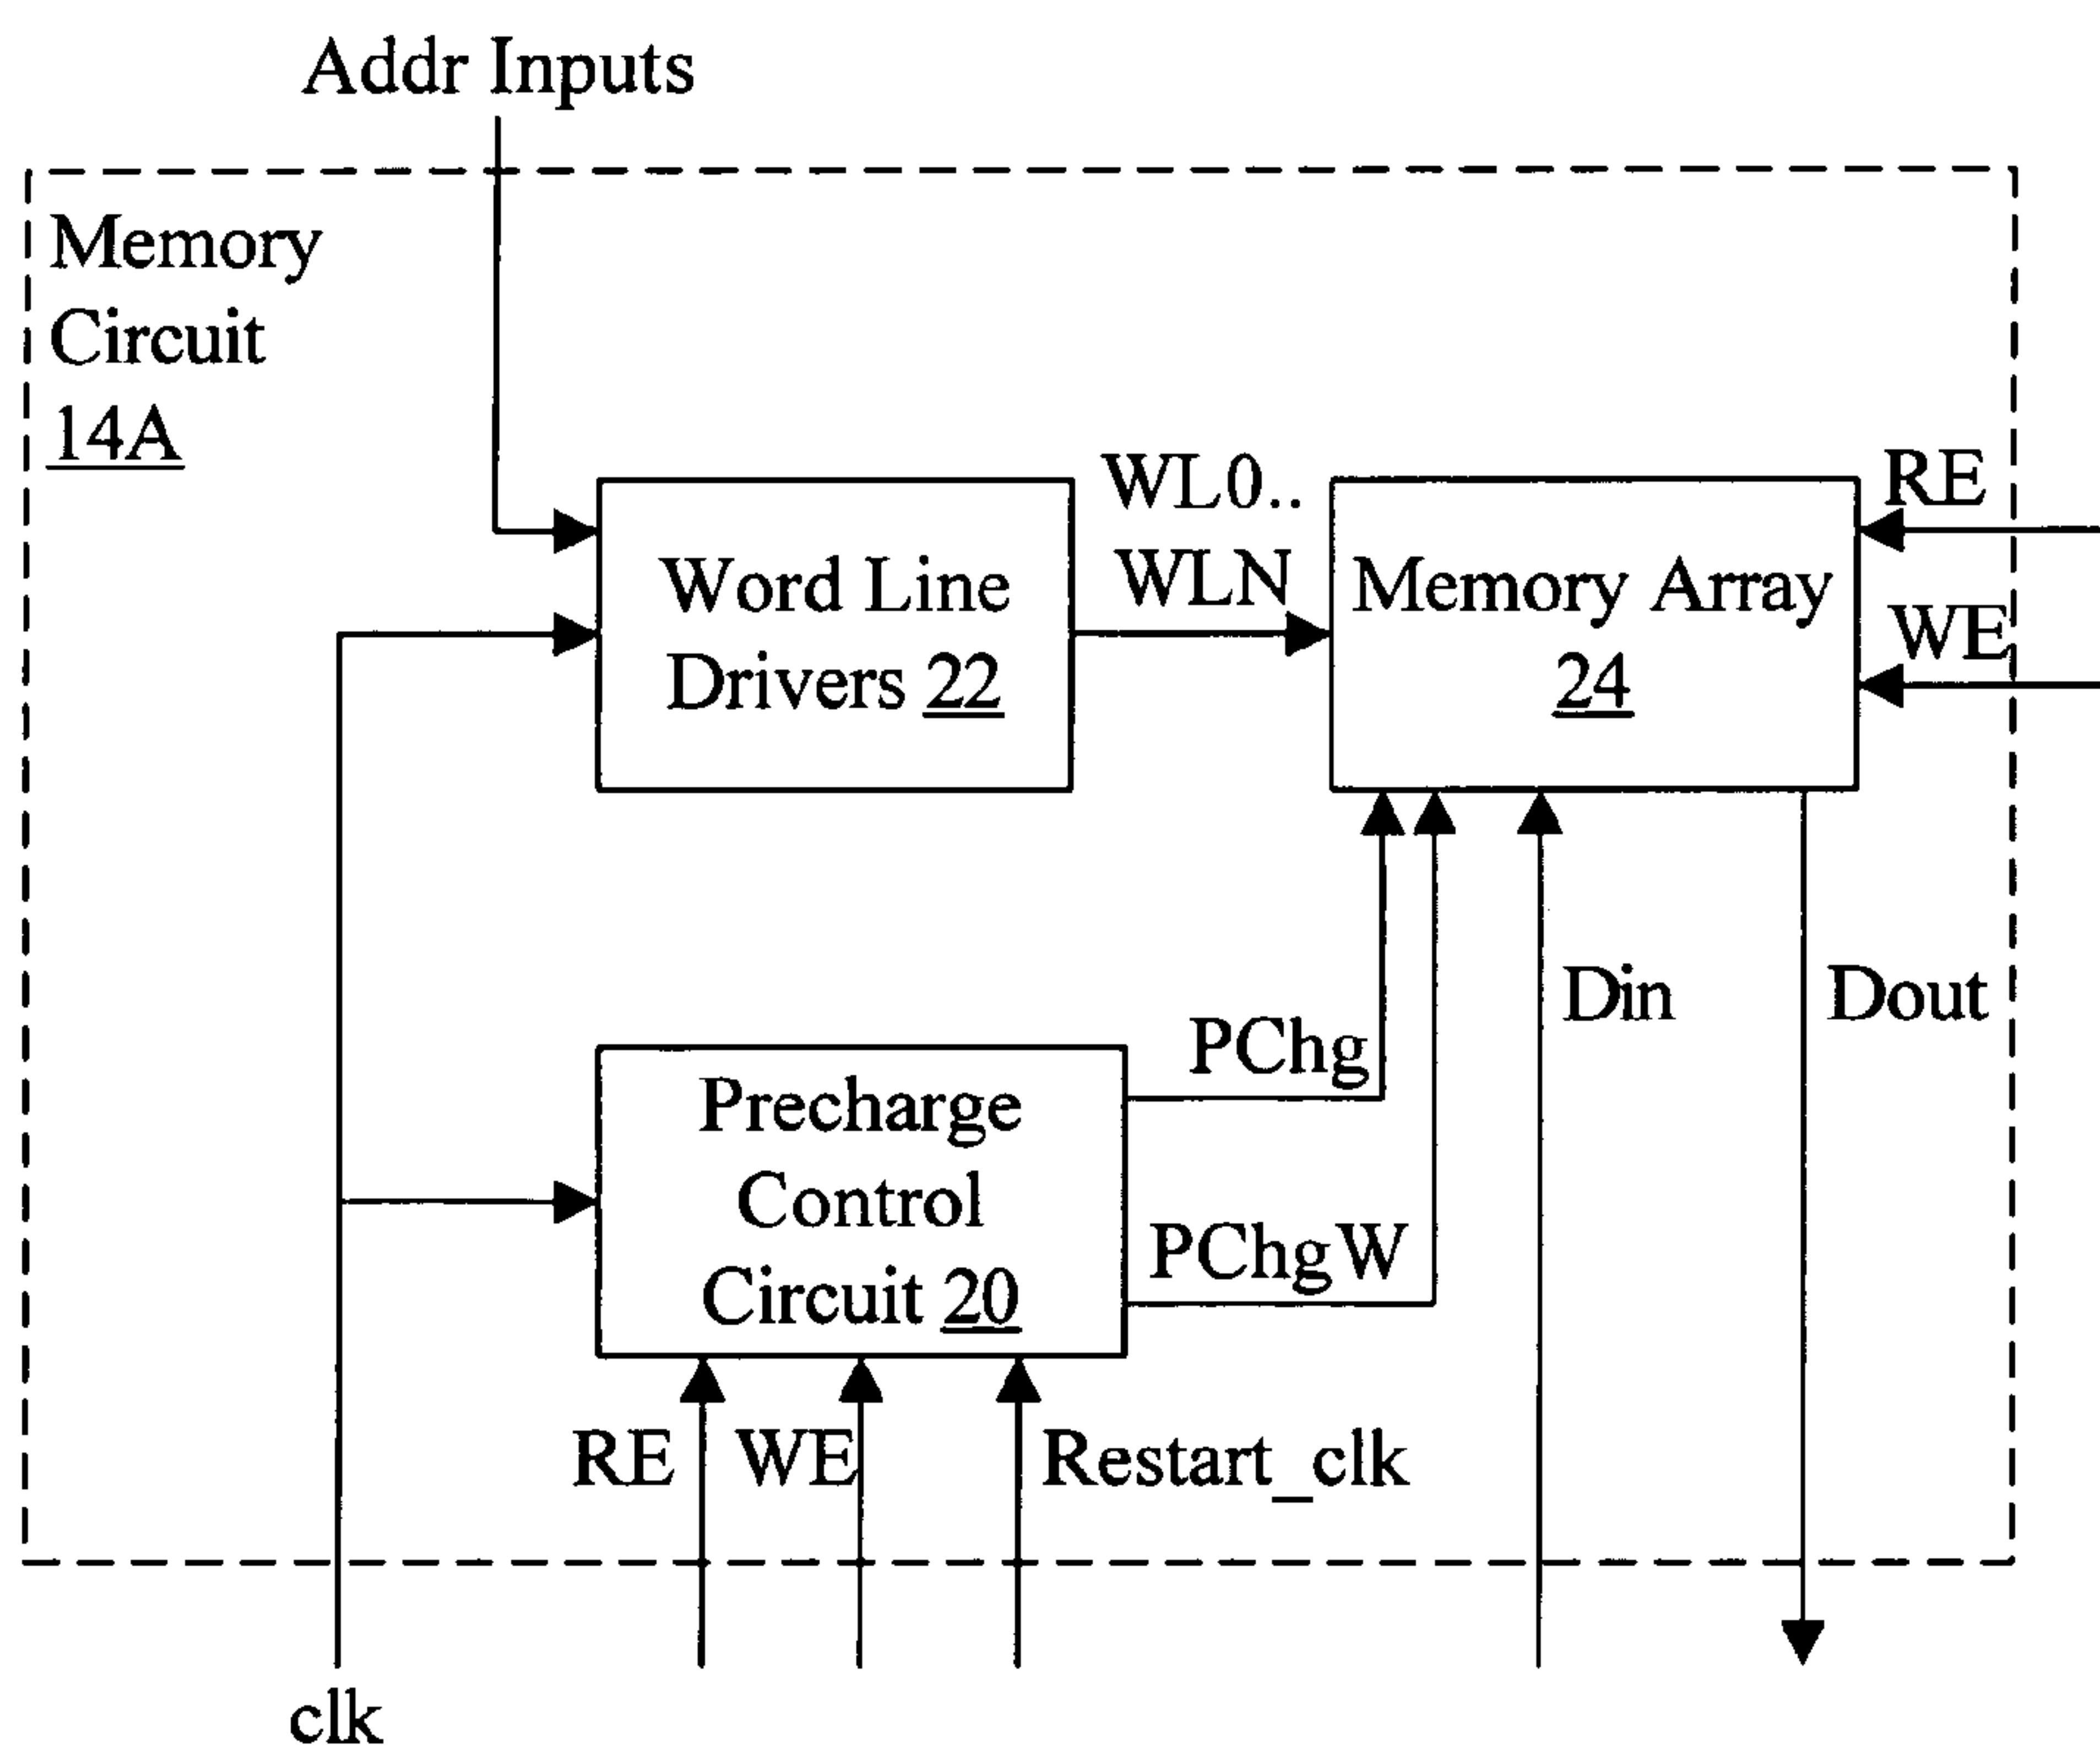 Addr Inputs
Memory
Circuit
14A
WL0..
WLN
Word Line
Drivers 22
Memory Array
24
RE
WE
Din
Dout
PChg
Precharge
Control
Circuit 20
PChgW
RE
WE
Restart_clk
clk